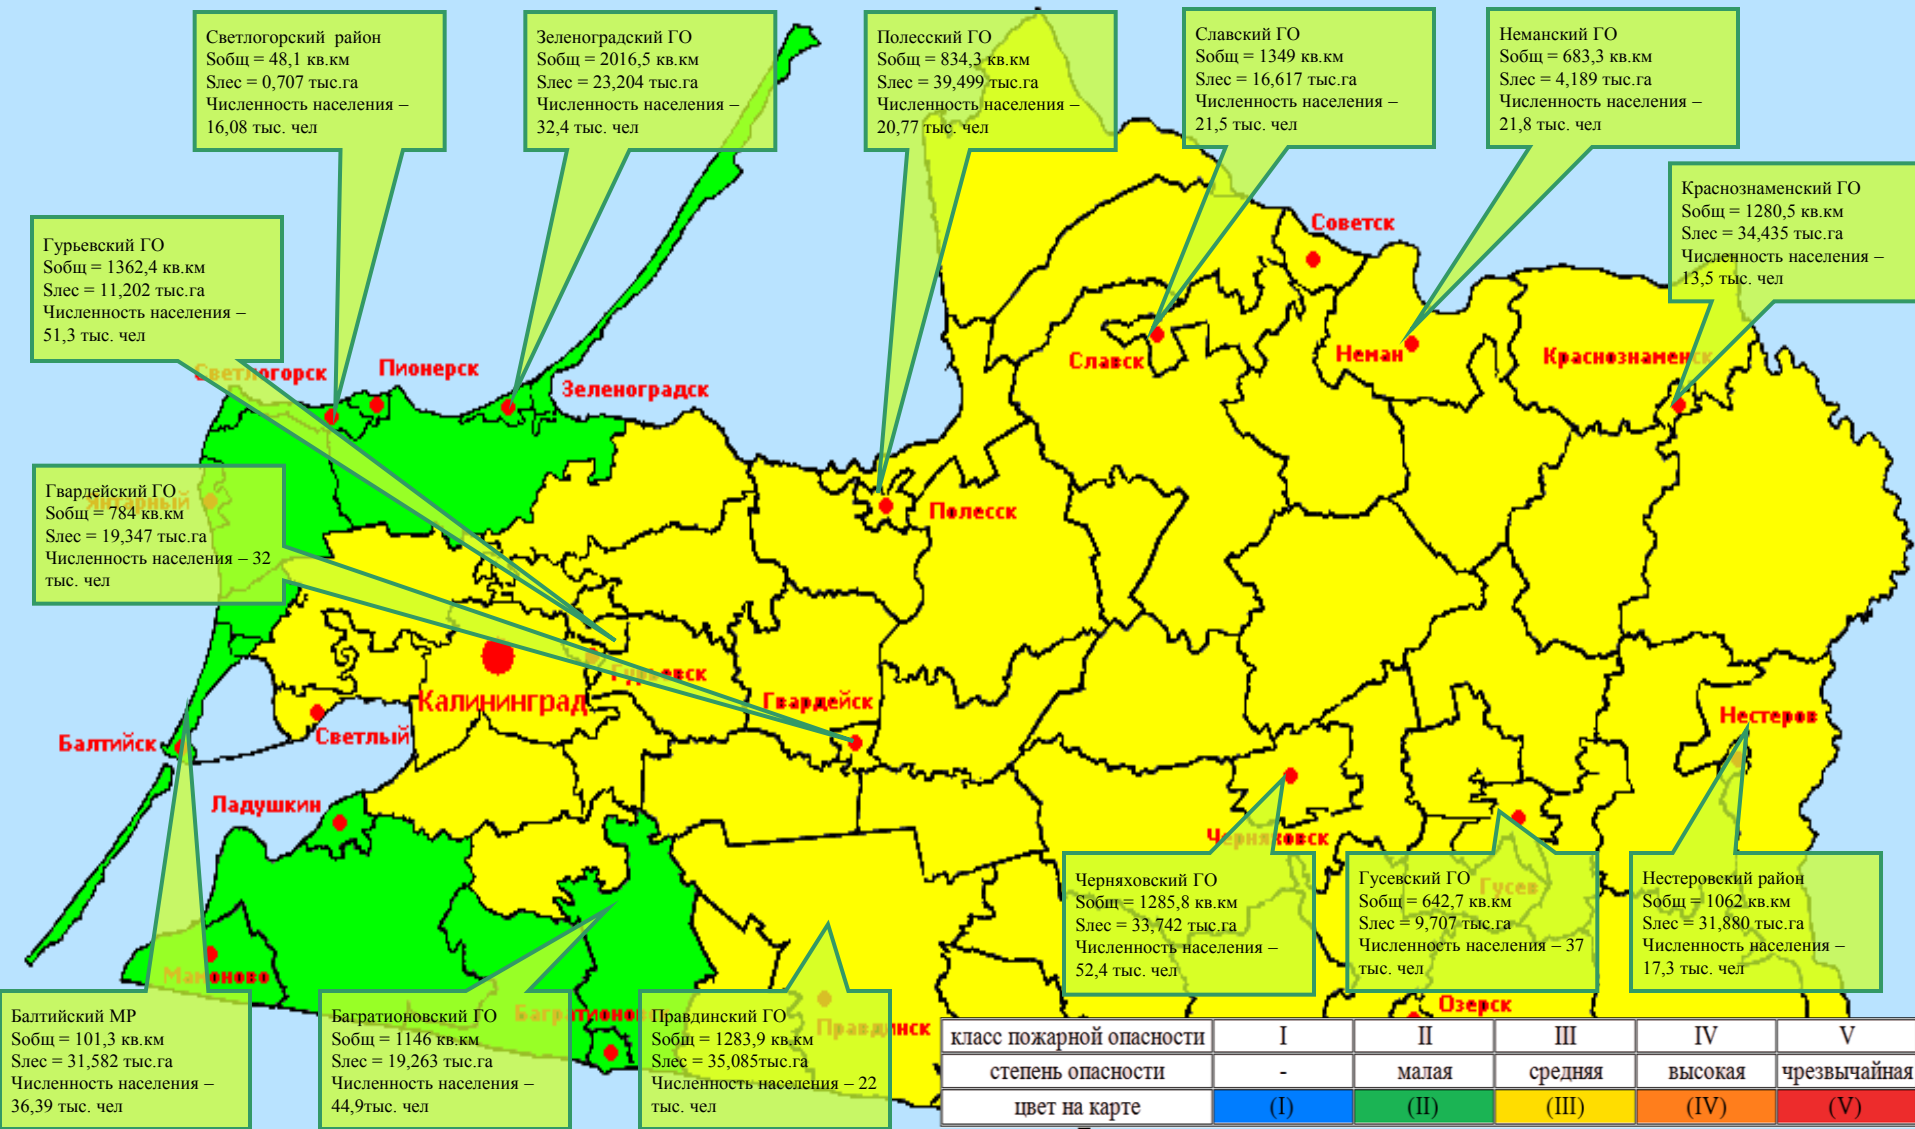 Светлогорский район
Sобщ = 48,1 кв.км
Sлес = 0,707 тыс.га
Численность населения –
16,08 тыс. чел
Зеленоградский ГО
Sобщ = 2016,5 кв.км
Sлес = 23,204 тыс.га
Численность населения –
32,4 тыс. чел
Полесский ГО
Sобщ = 834,3 кв.км
Sлес = 39,499 тыс.га
Численность населения –
20,77 тыс. чел
Славский ГО
Sобщ = 1349 кв.км
Sлес = 16,617 тыс.га
Численность населения –
21,5 тыс. чел
Неманский ГО
Sобщ = 683,3 кв.км
Sлес = 4,189 тыс.га
Численность населения –
21,8 тыс. чел
Краснознаменский ГО
Sобщ = 1280,5 кв.км
Sлес = 34,435 тыс.га
Численность населения –
13,5 тыс. чел
Гурьевский ГО
Sобщ = 1362,4 кв.км
Sлес = 11,202 тыс.га
Численность населения –
51,3 тыс. чел
Советск
Славск
Неман
Краснознаменск
Светлогорск
Пионерск
Зеленоградск
Гвардейский ГО
Sобщ = 784 кв.км
Sлес = 19,347 тыс.га
Численность населения – 32
тыс. чел
Янтарный
Полесск
Гурьевск
Калининград
Гвардейск
Светлый
Балтийск
Нестеров
Ладушкин
Черняховск
Гусев
Черняховский ГО
Sобщ = 1285,8 кв.км
Sлес = 33,742 тыс.га
Численность населения –
52,4 тыс. чел
Гусевский ГО
Sобщ = 642,7 кв.км
Sлес = 9,707 тыс.га
Численность населения – 37
тыс. чел
Нестеровский район
Sобщ = 1062 кв.км
Sлес = 31,880 тыс.га
Численность населения –
17,3 тыс. чел
Мамоново
Багратионовск
Правдинск
Озерск
Балтийский МР
Sобщ = 101,3 кв.км
Sлес = 31,582 тыс.га
Численность населения –
36,39 тыс. чел
Багратионовский ГО
Sобщ = 1146 кв.км
Sлес = 19,263 тыс.га
Численность населения –
44,9тыс. чел
Правдинский ГО
Sобщ = 1283,9 кв.км
Sлес = 35,085тыс.га
Численность населения – 22
тыс. чел
класс пожарной опасности I II III IV V
степень опасности - малая средняя высокая чрезвычайная
цвет на карте (I) (II) (III) (IV) (V)